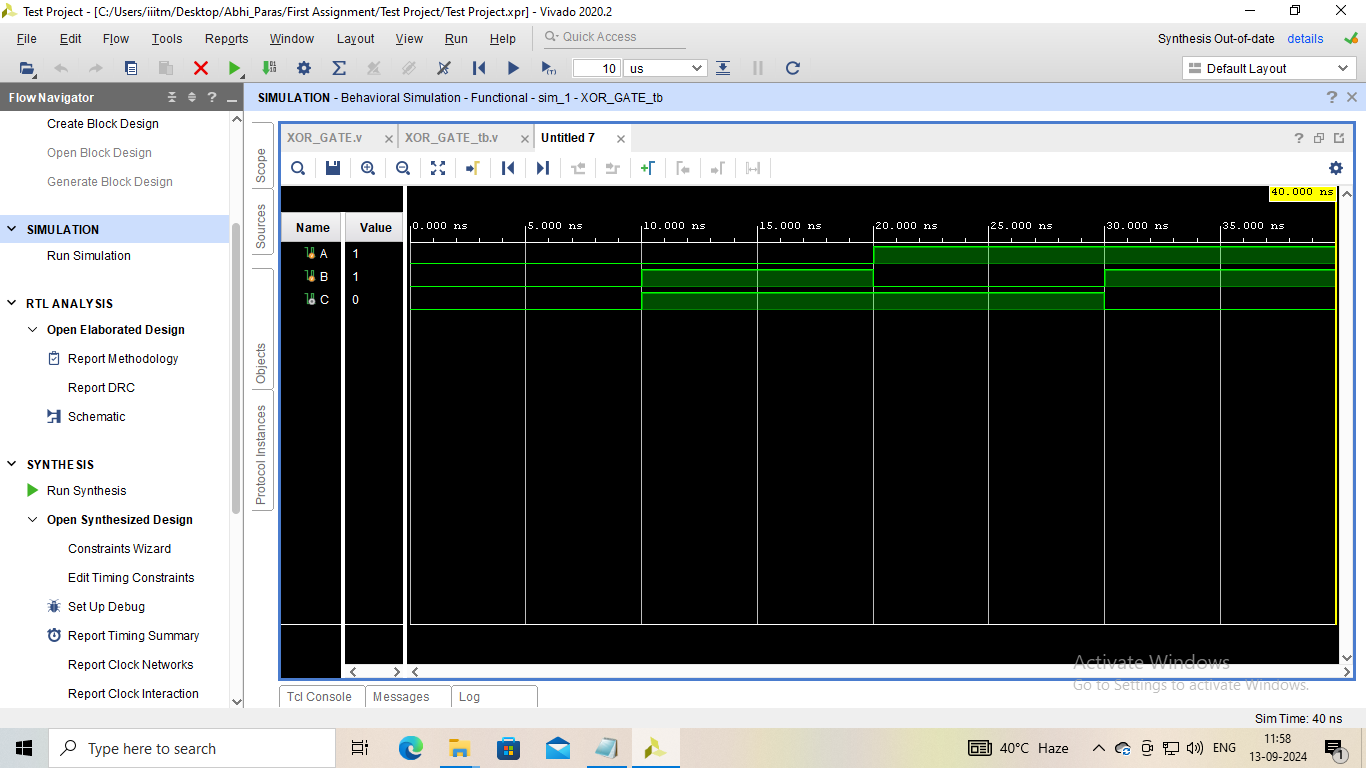 Test Project - [C:/Users/iiitm/Desktop/Abhi_Paras/First Assignment/Test Project/Test Project.xpr] - Vivado 2020.2
File Edit Flow Tools Reports Window Layout View Run Help Quick Access
Synthesis Out-of-date details
10 us
Default Layout
Flow Navigator
SIMULATION - Behavioral Simulation - Functional - sim_1 - XOR_GATE_tb
Create Block Design
Open Block Design
Generate Block Design
SIMULATION
Run Simulation
RTL ANALYSIS
Open Elaborated Design
Report Methodology
Report DRC
Schematic
SYNTHESIS
Run Synthesis
Open Synthesized Design
Constraints Wizard
Edit Timing Constraints
Set Up Debug
Report Timing Summary
Report Clock Networks
Report Clock Interaction
Scope
Sources
Objects
Protocol Instances
XOR_GATE.v XOR_GATE_tb.v Untitled 7
40.000 ns
Name Value
0.000 ns 5.000 ns 10.000 ns 15.000 ns 20.000 ns 25.000 ns 30.000 ns 35.000 ns
A 1
B 1
C 0
Activate Windows
Go to Settings to activate Windows.
Tcl Console Messages Log
Sim Time: 40 ns
Type here to search
40°C Haze
ENG
11:58
13-09-2024
1